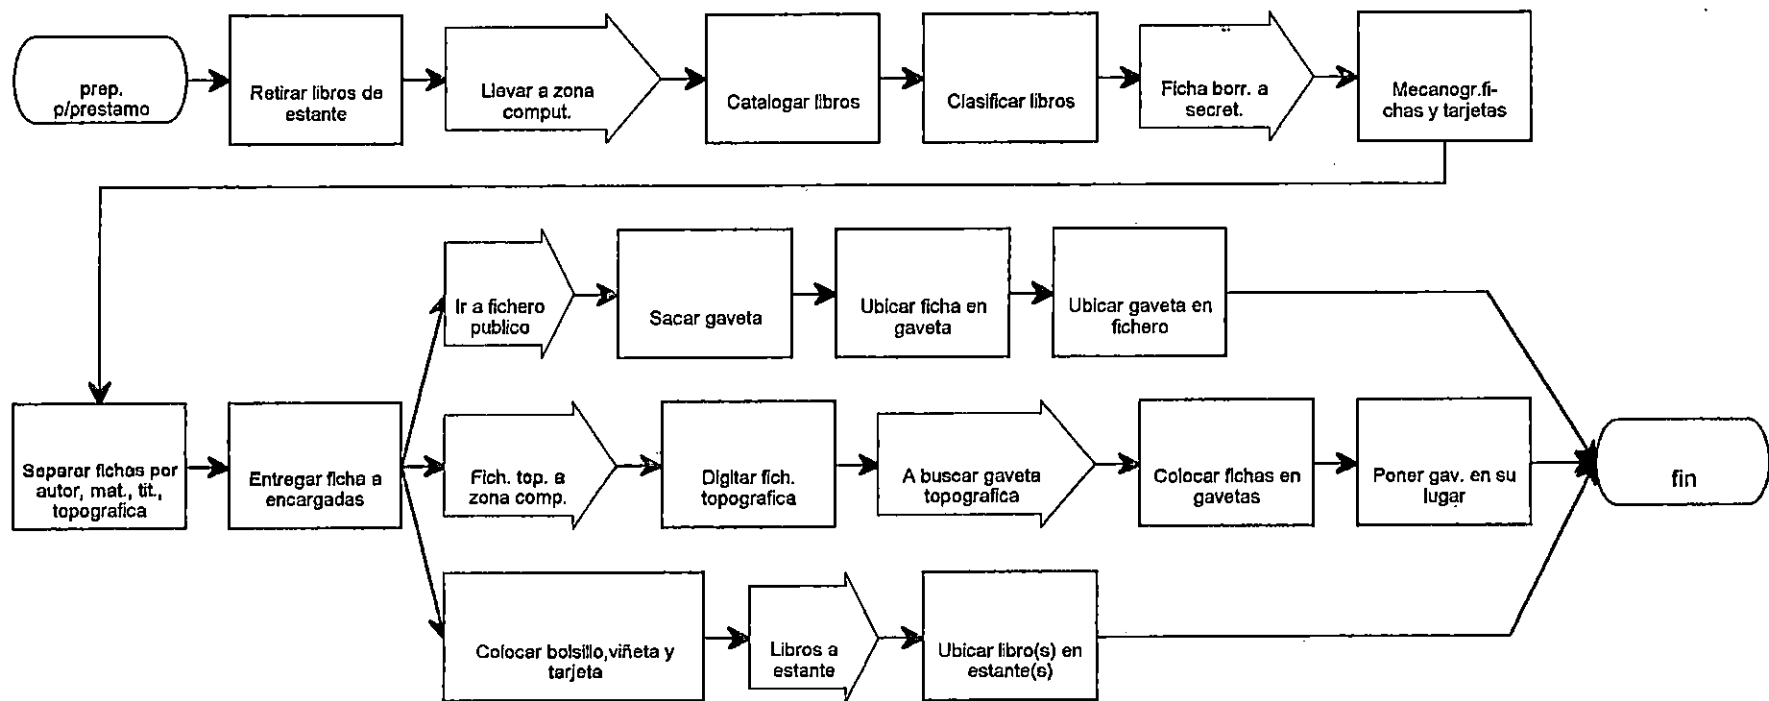 prep.
p/prestamo
Retirar libros de
estante
Llevar a zona
comput.
Catalogar libros
Clasificar libros
Ficha borr. a
secret.
Mecanogr.fi-
chas y tarjetas
Ir a fichero
publico
Sacar gaveta
Ubicar ficha en
gaveta
Ubicar gaveta en
fichero
Separar fichas por
autor, mat., tit.,
topografica
Entregar ficha a
encargadas
Fich. top. a
zona comp.
Digitar fich.
topografica
A buscar gaveta
topografica
Colocar fichas en
gavetas
Poner gav. en su
lugar
fin
Colocar bolsillo,viñeta y
tarjeta
Libros a
estante
Ubicar libro(s) en
estante(s)